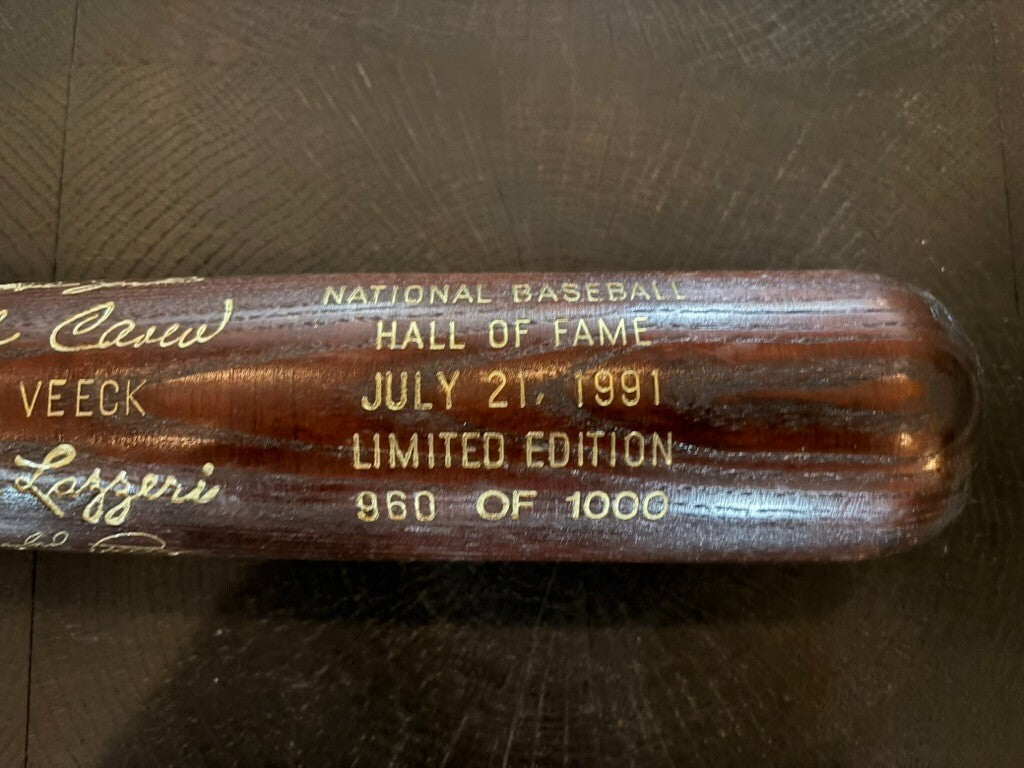 NATIONAL BASEBALL
HALL OF FAME
JULY 21, 1991
LIMITED EDITION
960 OF 1000
Carew
VEECK
Lazzeri